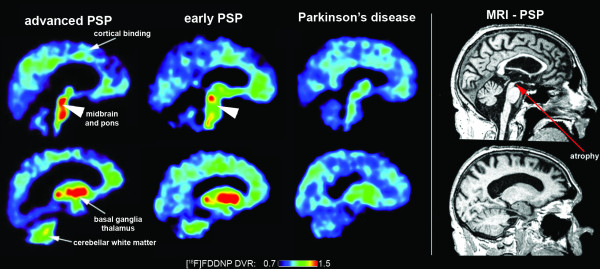 advanced PSP
early PSP
Parkinson's disease
MRI - PSP
cortical binding
midbrain
and pons
atrophy
basal ganglia
thalamus
cerebellar white matter
[¹⁸F]FDDNP DVR: 0.7 1.5